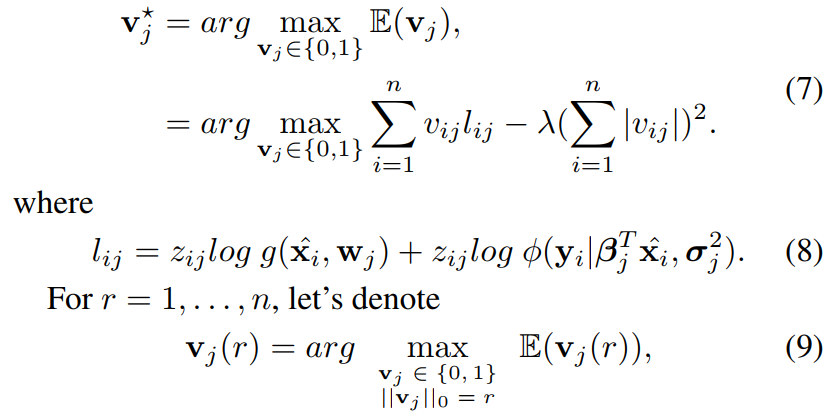 $\mathbf{v}_j^\star = arg \max_{\mathbf{v}_j \in \{0,1\}} \mathbb{E}(\mathbf{v}_j),$
$= arg \max_{\mathbf{v}_j \in \{0,1\}} \sum_{i=1}^{n} v_{ij} l_{ij} - \lambda (\sum_{i=1}^{n} |v_{ij}|)^2.$ (7)
where
$l_{ij} = z_{ij} log\ g(\hat{\mathbf{x}_i}, \mathbf{w}_j) + z_{ij} log\ \phi(\mathbf{y}_i | \boldsymbol{\beta}_j^T \hat{\mathbf{x}_i}, \boldsymbol{\sigma}_j^2).$ (8)
For $r = 1, \ldots, n$, let's denote
$\mathbf{v}_j(r) = arg \max_{\substack{\mathbf{v}_j \in \{0,1\} \\ ||\mathbf{v}_j||_0 = r}} \mathbb{E}(\mathbf{v}_j(r)),$ (9)